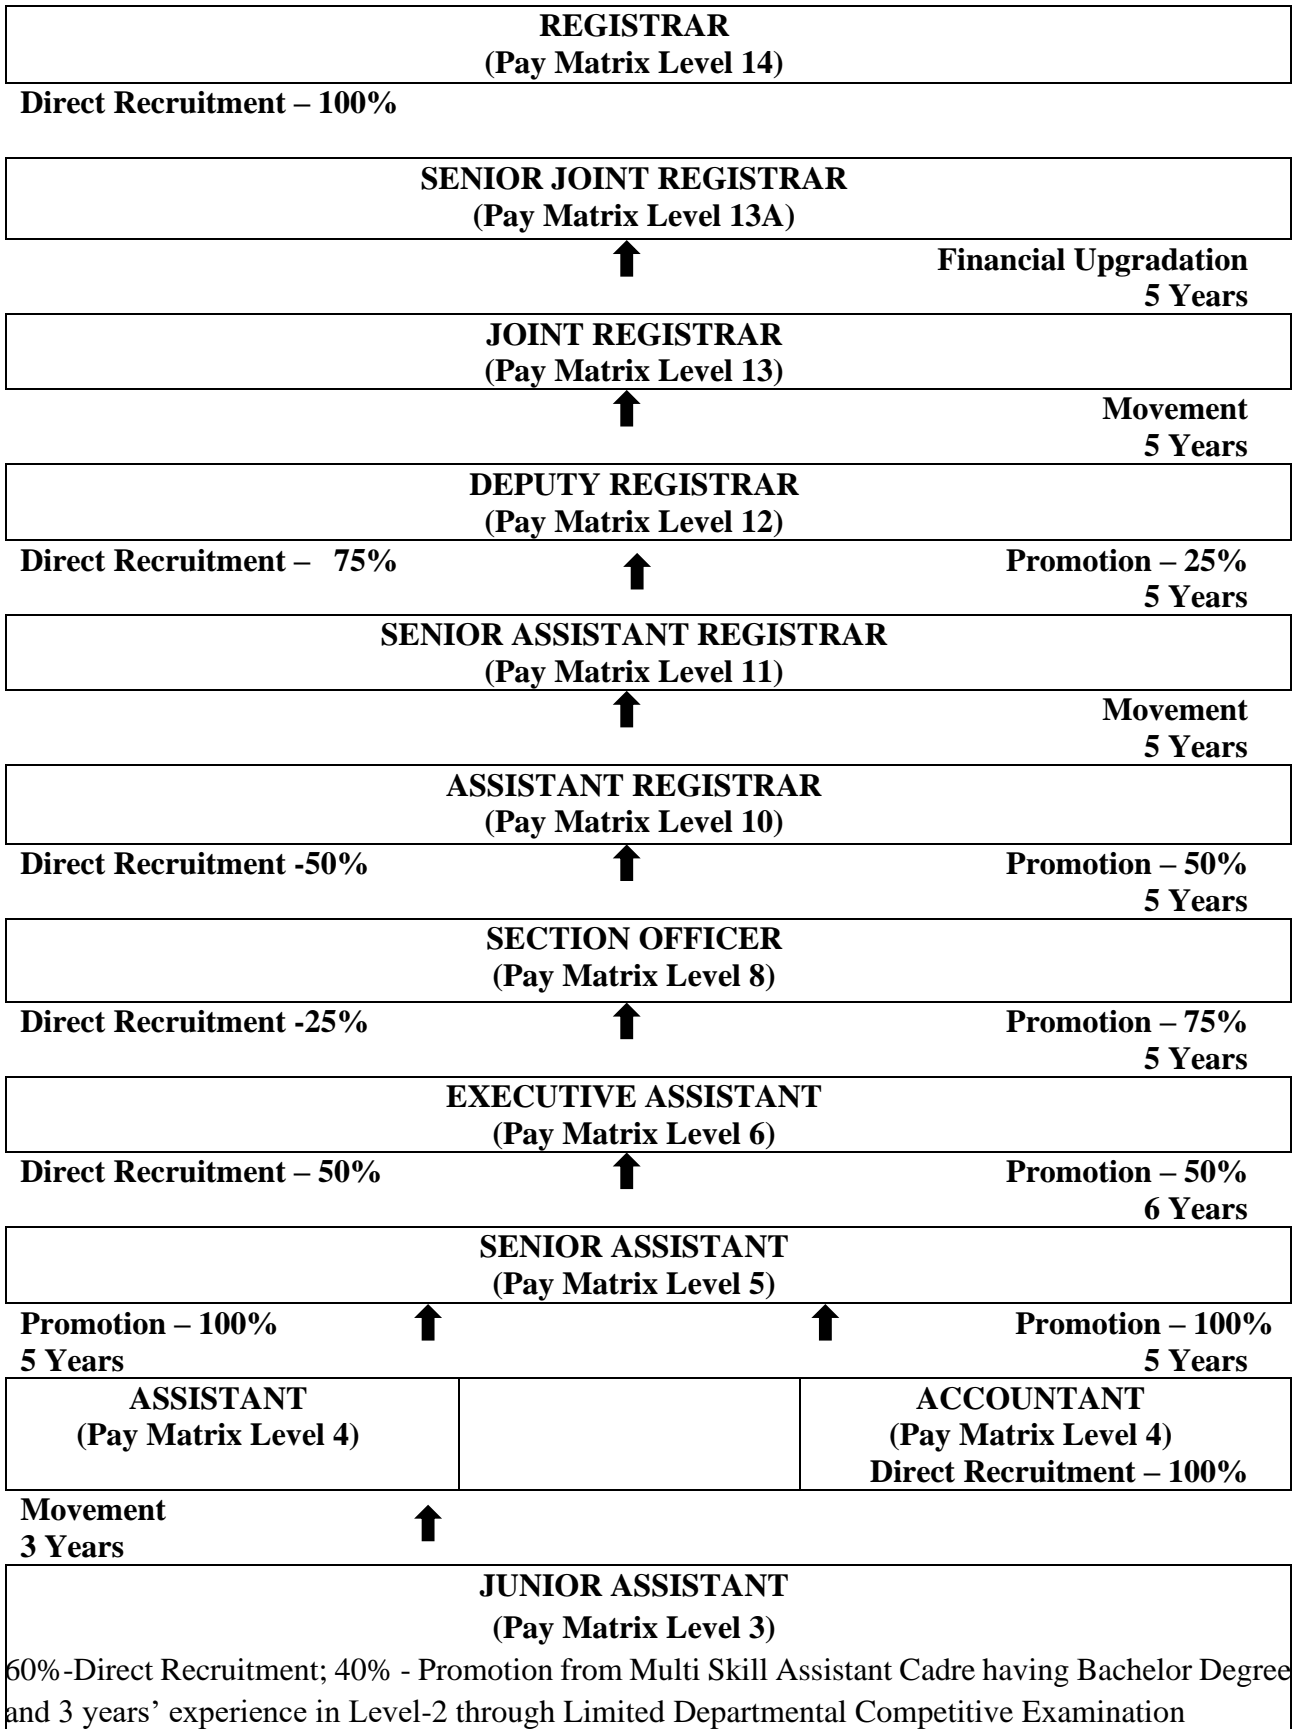 REGISTRAR
(Pay Matrix Level 14)
Direct Recruitment – 100%
SENIOR JOINT REGISTRAR
(Pay Matrix Level 13A)
Financial Upgradation
5 Years
JOINT REGISTRAR
(Pay Matrix Level 13)
Movement
5 Years
DEPUTY REGISTRAR
(Pay Matrix Level 12)
Direct Recruitment – 75% Promotion – 25%
5 Years
SENIOR ASSISTANT REGISTRAR
(Pay Matrix Level 11)
Movement
5 Years
ASSISTANT REGISTRAR
(Pay Matrix Level 10)
Direct Recruitment -50% Promotion – 50%
5 Years
SECTION OFFICER
(Pay Matrix Level 8)
Direct Recruitment -25% Promotion – 75%
5 Years
EXECUTIVE ASSISTANT
(Pay Matrix Level 6)
Direct Recruitment – 50% Promotion – 50%
6 Years
SENIOR ASSISTANT
(Pay Matrix Level 5)
Promotion – 100% Promotion – 100%
5 Years 5 Years
ASSISTANT ACCOUNTANT
(Pay Matrix Level 4) (Pay Matrix Level 4)
Direct Recruitment – 100%
Movement
3 Years
JUNIOR ASSISTANT
(Pay Matrix Level 3)
60%-Direct Recruitment; 40% - Promotion from Multi Skill Assistant Cadre having Bachelor Degree
and 3 years’ experience in Level-2 through Limited Departmental Competitive Examination